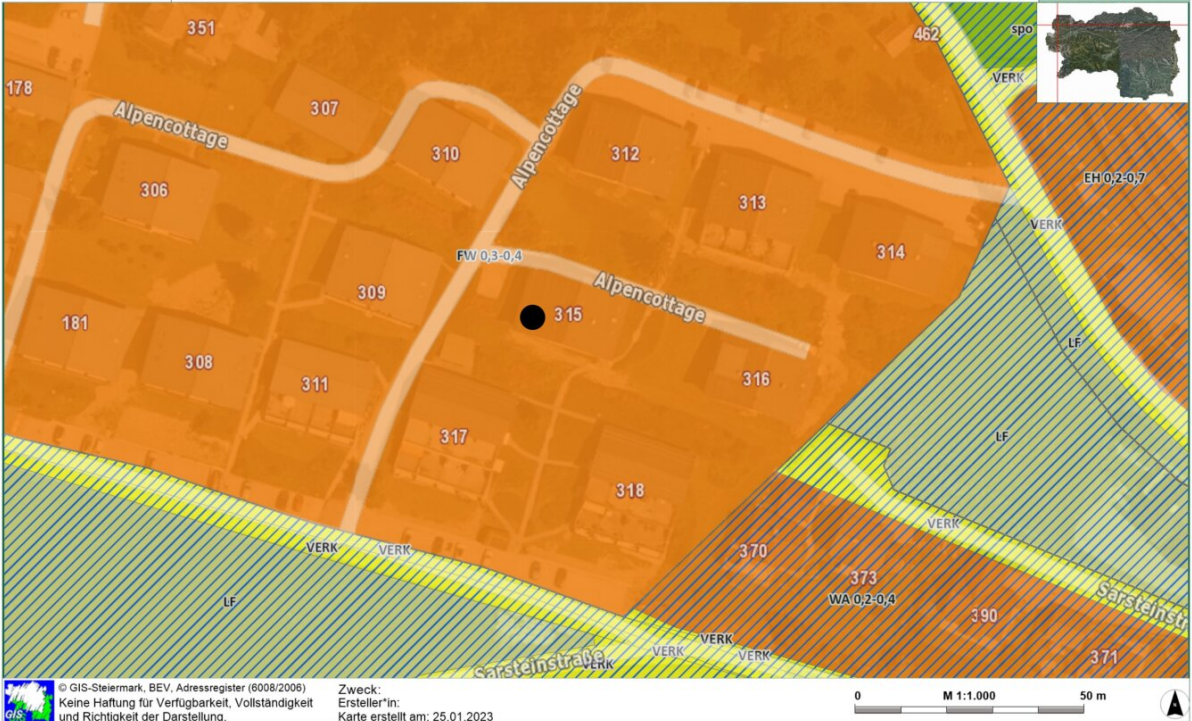 351
462
spo
178
VERK
307
Alpencottage
Alpencottage
310
312
EH 0,2-0,7
306
313
VERK
314
FW 0,3-0,4
309
Alpencottage
315
181
LF
308
316
311
317
LF
318
VERK
VERK
VERK
370
373
LF
WA 0,2-0,4
Sarsteinstr
390
VERK
VERK
VERK
371
Sarsteinstraße
VERK
GIS
© GIS-Steiermark, BEV, Adressregister (6008/2006)
Keine Haftung für Verfügbarkeit, Vollständigkeit
und Richtigkeit der Darstellung.
Zweck:
Ersteller*in:
Karte erstellt am: 25.01.2023
0 M 1:1.000 50 m